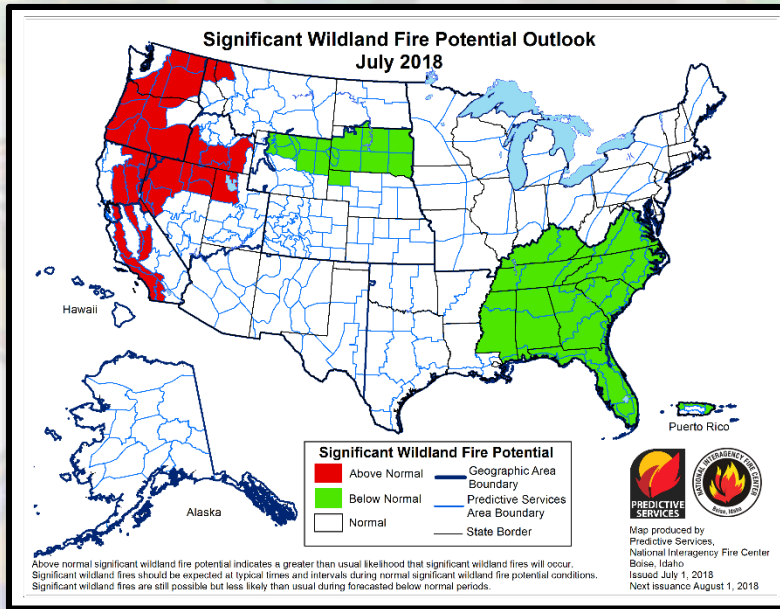 Significant Wildland Fire Potential Outlook
July 2018
Hawaii
Alaska
Puerto Rico
Significant Wildland Fire Potential
Above Normal
Below Normal
Normal
Geographic Area
Boundary
Predictive Services
Area Boundary
State Border
PREDICTIVE
SERVICES
NATIONAL INTERAGENCY FIRE CENTER
Boise, Idaho
Map produced by
Predictive Services,
National Interagency Fire Center
Boise, Idaho
Issued July 1, 2018
Next issuance August 1, 2018
Above normal significant wildland fire potential indicates a greater than usual likelihood that significant wildland fires will occur.
Significant wildland fires should be expected at typical times and intervals during normal significant wildland fire potential conditions.
Significant wildland fires are still possible but less likely than usual during forecasted below normal periods.